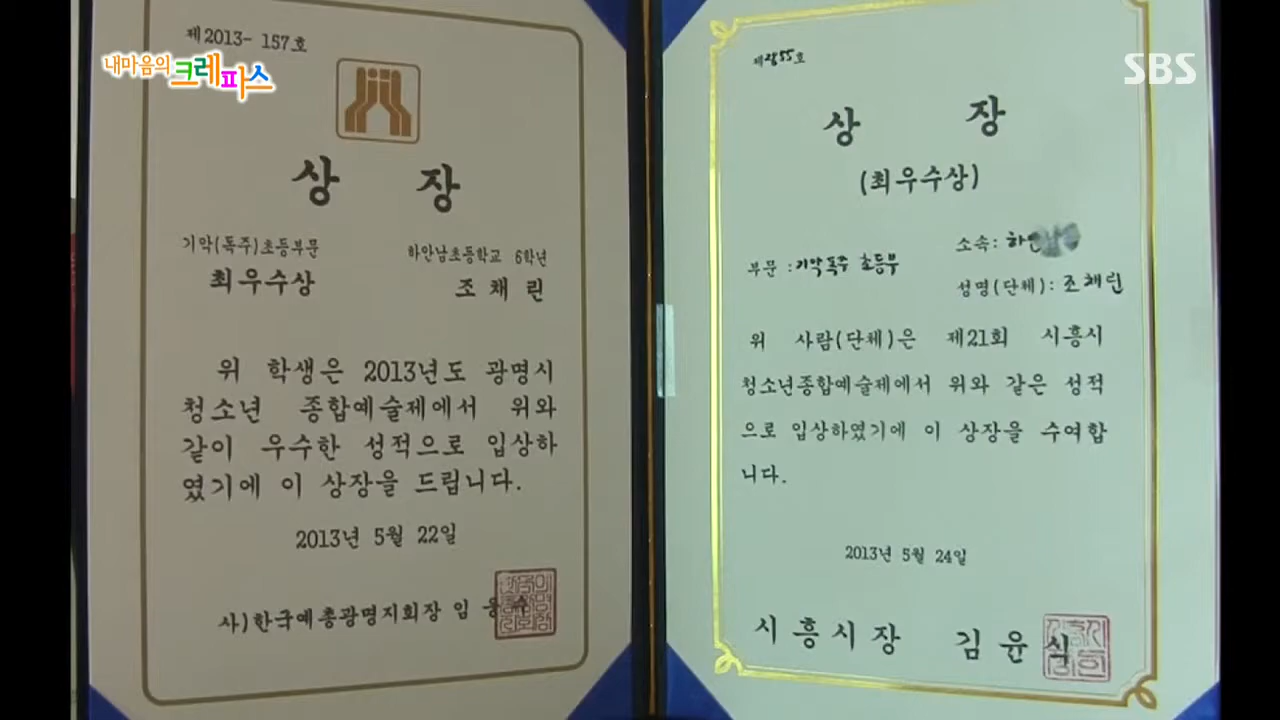 내마음의 크레파스
SBS
제2013- 157호
상 장
기악(독주)초등부문
최우수상
하안남초등학교 6학년
조 채 린
위 학생은 2013년도 광명시
청소년 종합예술제에서 위와
같이 우수한 성적으로 입상하
였기에 이 상장을 드립니다.
2013년 5월 22일
사)한국예총광명지회장 임 웅 수
상 장
(최우수상)
소속: 하안
부문 : 기악독주 초등부
성명(단체): 조채린
위 사람(단체)은 제21회 시흥시
청소년종합예술제에서 위와 같은 성적
으로 입상하였기에 이 상장을 수여합
니다.
2013년 5월 24일
시흥시장 김윤식